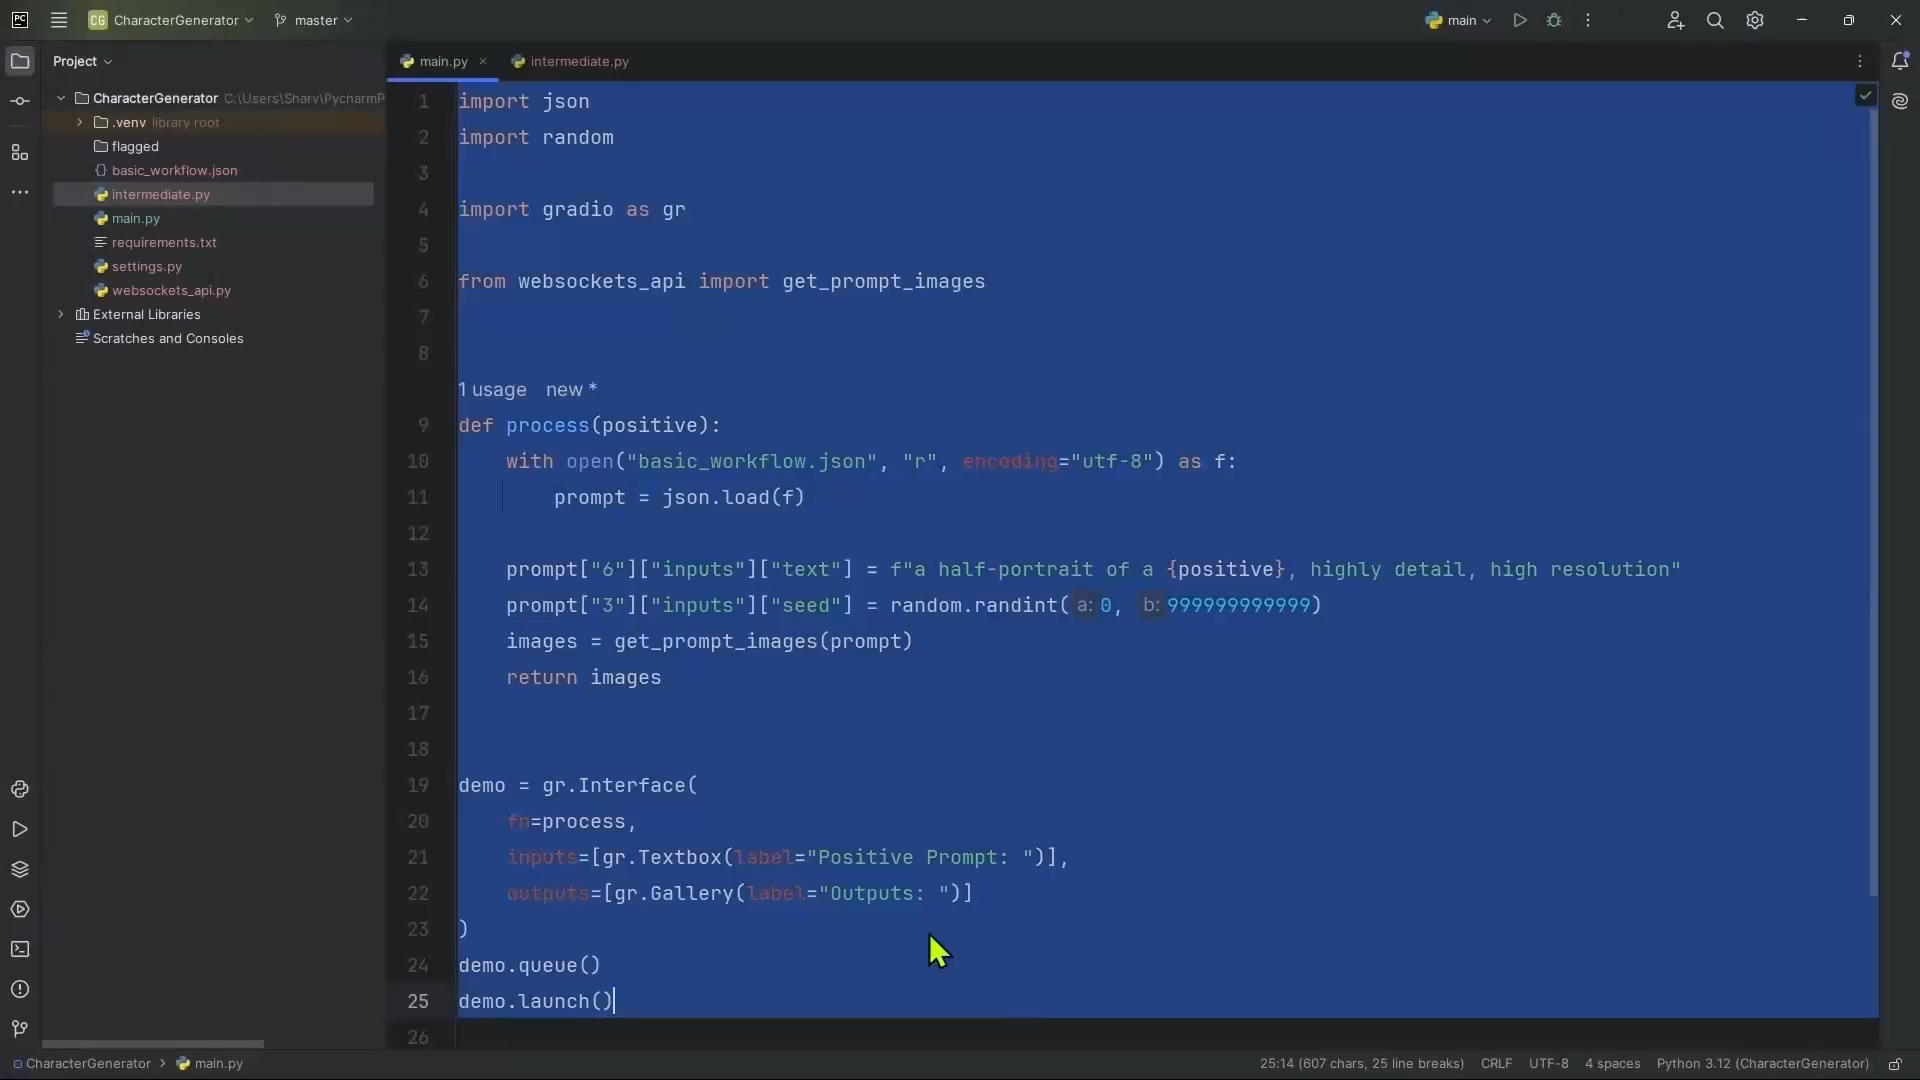 PC
CG CharacterGenerator
master
main
Project
main.py
intermediate.py
CharacterGenerator C:\Users\Sharv\PycharmP
.venv library root
flagged
basic_workflow.json
intermediate.py
main.py
requirements.txt
settings.py
websockets_api.py
External Libraries
Scratches and Consoles
1 import json
2 import random
3
4 import gradio as gr
5
6 from websockets_api import get_prompt_images
7
8
1 usage new *
9 def process(positive):
10 with open("basic_workflow.json", "r", encoding="utf-8") as f:
11 prompt = json.load(f)
12
13 prompt["6"]["inputs"]["text"] = f"a half-portrait of a {positive}, highly detail, high resolution"
14 prompt["3"]["inputs"]["seed"] = random.randint( a: 0, b: 999999999999)
15 images = get_prompt_images(prompt)
16 return images
17
18
19 demo = gr.Interface(
20 fn=process,
21 inputs=[gr.Textbox(label="Positive Prompt: ")],
22 outputs=[gr.Gallery(label="Outputs: ")]
23 )
24 demo.queue()
25 demo.launch()
26
CharacterGenerator > main.py
25:14 (607 chars, 25 line breaks) CRLF UTF-8 4 spaces Python 3.12 (CharacterGenerator)